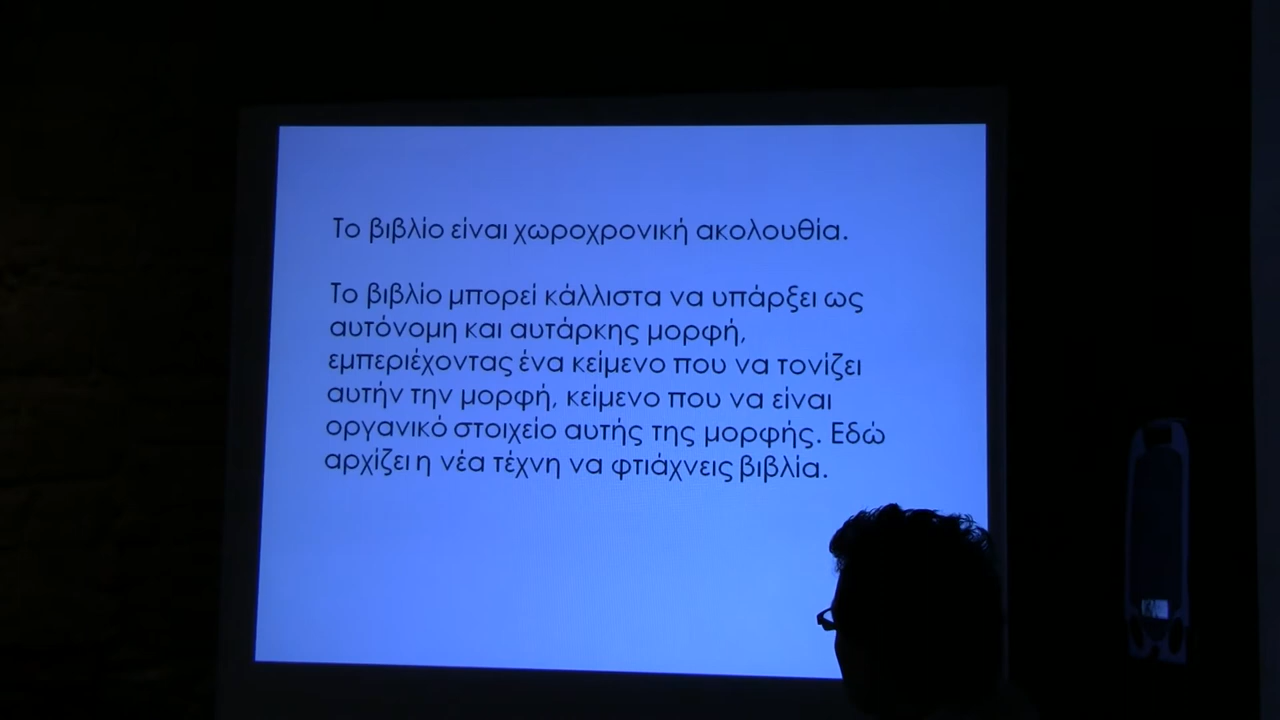 Το βιβλίο είναι χωροχρονική ακολουθία.
Το βιβλίο μπορεί κάλλιστα να υπάρξει ως
αυτόνομη και αυτάρκης μορφή,
εμπεριέχοντας ένα κείμενο που να τονίζει
αυτήν την μορφή, κείμενο που να είναι
οργανικό στοιχείο αυτής της μορφής. Εδώ
αρχίζει η νέα τέχνη να φτιάχνεις βιβλία.